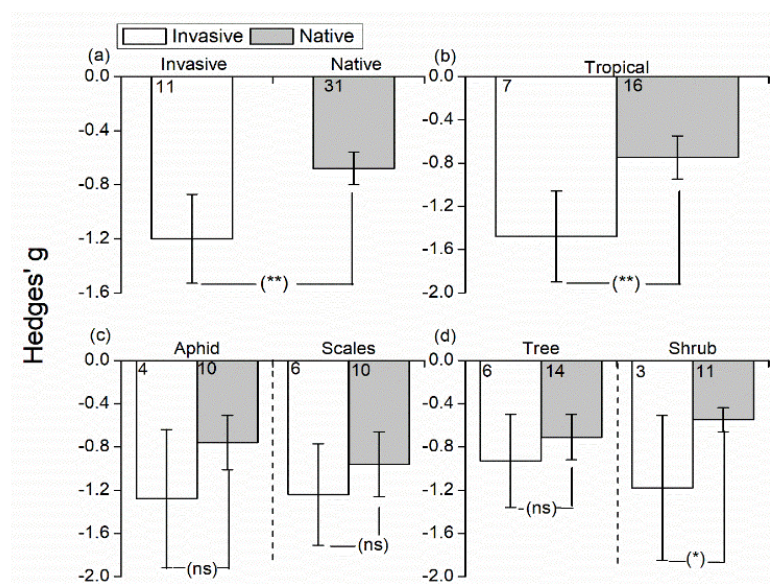 Invasive Native
(a) Invasive Native
11 31
0.0
-0.4
-0.8
-1.2
-1.6
(**)
(b) Tropical
7 16
0.0
-0.4
-0.8
-1.2
-1.6
-2.0
(**)
Hedges' g
(c) Aphid Scales
4 10 6 10
0.0
-0.4
-0.8
-1.2
-1.6
-2.0
(ns) (ns)
(d) Tree Shrub
6 14 3 11
0.0
-0.4
-0.8
-1.2
-1.6
-2.0
(ns) (*)